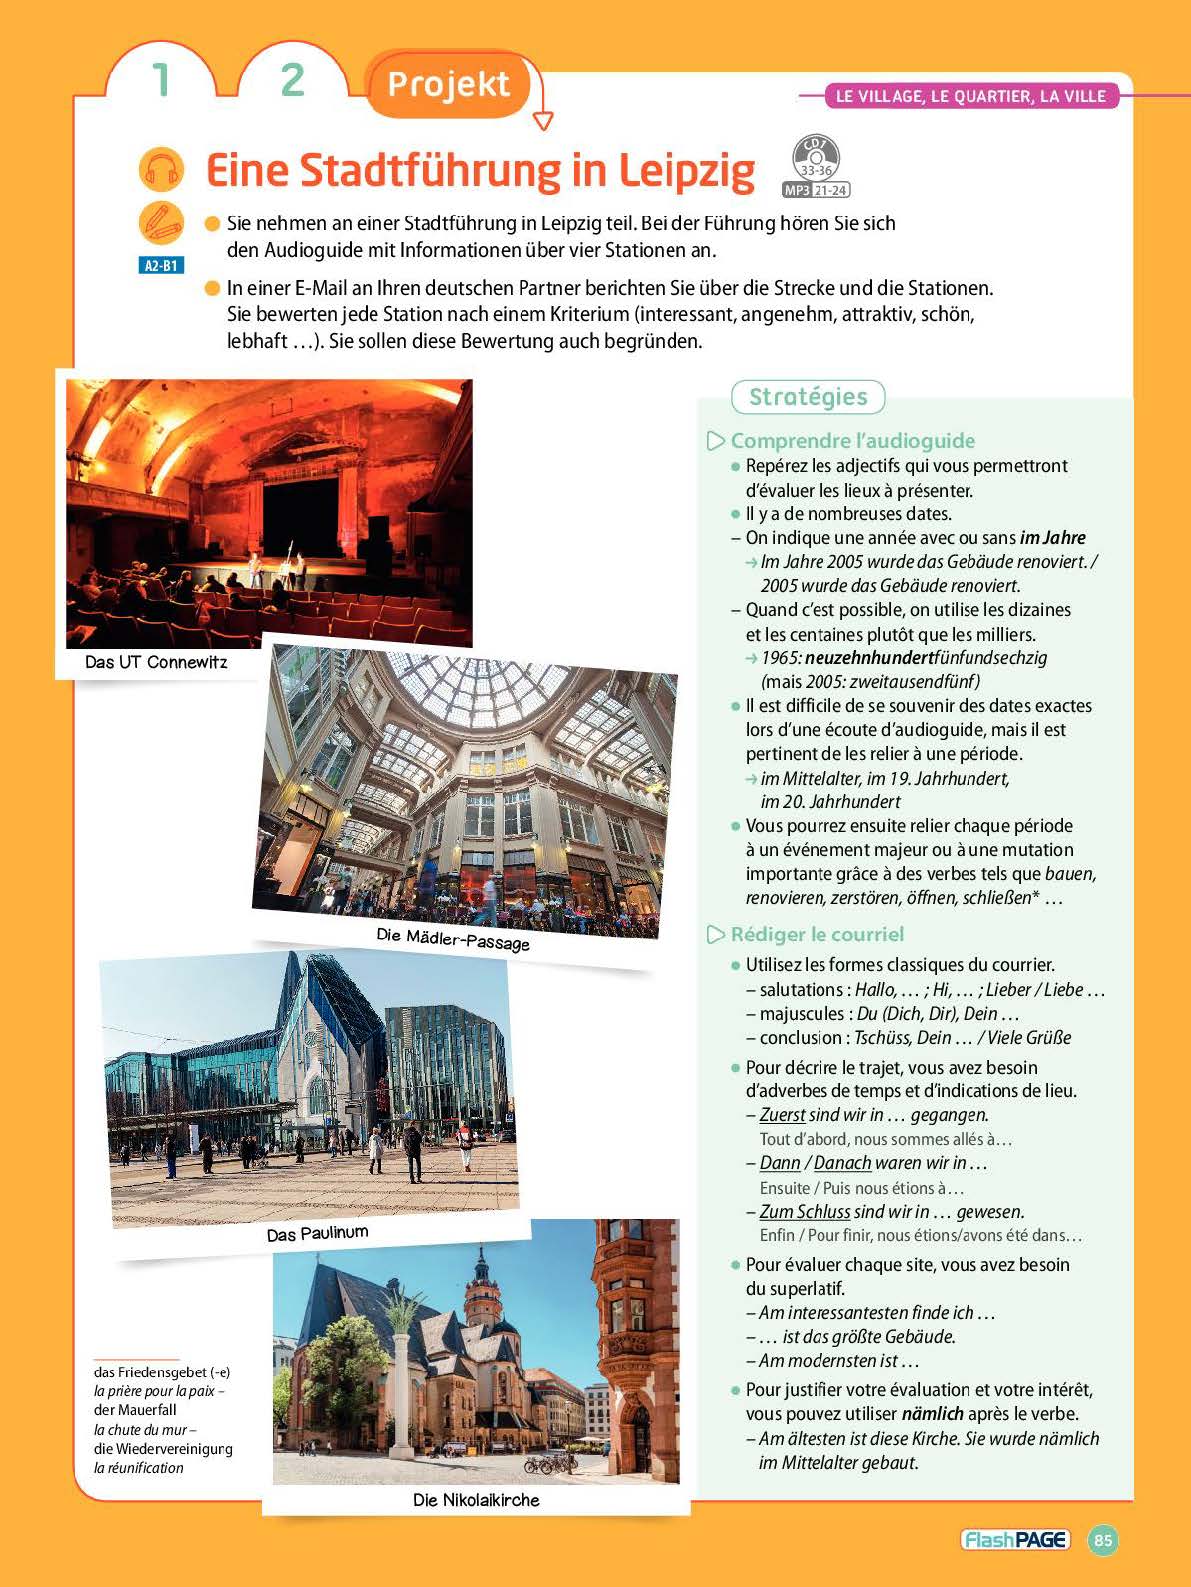 1
2
Projekt
LE VILLAGE, LE QUARTIER, LA VILLE
Eine Stadtführung in Leipzig
CD1
33-36
MP3 21-24
Sie nehmen an einer Stadtführung in Leipzig teil. Bei der Führung hören Sie sich
den Audioguide mit Informationen über vier Stationen an.
A2-B1
In einer E-Mail an Ihren deutschen Partner berichten Sie über die Strecke und die Stationen.
Sie bewerten jede Station nach einem Kriterium (interessant, angenehm, attraktiv, schön,
lebhaft …). Sie sollen diese Bewertung auch begründen.
Das UT Connewitz
Die Mädler-Passage
Das Paulinum
Die Nikolaikirche
das Friedensgebet (-e)
la prière pour la paix –
der Mauerfall
la chute du mur –
die Wiedervereinigung
la réunification
Stratégies
Comprendre l'audioguide
• Repérez les adjectifs qui vous permettront
d'évaluer les lieux à présenter.
• Il y a de nombreuses dates.
– On indique une année avec ou sans im Jahre
→ Im Jahre 2005 wurde das Gebäude renoviert. /
2005 wurde das Gebäude renoviert.
– Quand c'est possible, on utilise les dizaines
et les centaines plutôt que les milliers.
→ 1965: neuzehnhundertfünfundsechzig
(mais 2005: zweitausendfünf)
• Il est difficile de se souvenir des dates exactes
lors d'une écoute d'audioguide, mais il est
pertinent de les relier à une période.
→ im Mittelalter, im 19. Jahrhundert,
im 20. Jahrhundert
• Vous pourrez ensuite relier chaque période
à un événement majeur ou à une mutation
importante grâce à des verbes tels que bauen,
renovieren, zerstören, öffnen, schließen* …
Rédiger le courriel
• Utilisez les formes classiques du courrier.
– salutations : Hallo, … ; Hi, … ; Lieber / Liebe …
– majuscules : Du (Dich, Dir), Dein …
– conclusion : Tschüss, Dein … / Viele Grüße
• Pour décrire le trajet, vous avez besoin
d'adverbes de temps et d'indications de lieu.
– Zuerst sind wir in … gegangen.
Tout d'abord, nous sommes allés à…
– Dann / Danach waren wir in …
Ensuite / Puis nous étions à…
– Zum Schluss sind wir in … gewesen.
Enfin / Pour finir, nous étions/avons été dans…
• Pour évaluer chaque site, vous avez besoin
du superlatif.
– Am interessantesten finde ich …
– … ist das größte Gebäude.
– Am modernsten ist …
• Pour justifier votre évaluation et votre intérêt,
vous pouvez utiliser nämlich après le verbe.
– Am ältesten ist diese Kirche. Sie wurde nämlich
im Mittelalter gebaut.
FlashPAGE
85